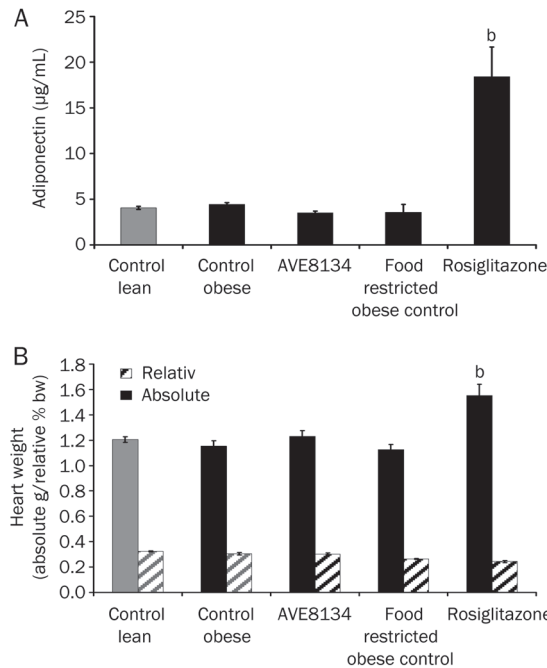 A
Adiponectin (μg/mL)
25
20
15
10
5
0
b
Control
lean
Control
obese
AVE8134
Food
restricted
obese control
Rosiglitazone
B
Heart weight
(absolute g/relative % bw)
1.8
1.6
1.4
1.2
1.0
0.8
0.6
0.4
0.2
0.0
Relativ
Absolute
b
Control
lean
Control
obese
AVE8134
Food
restricted
obese control
Rosiglitazone